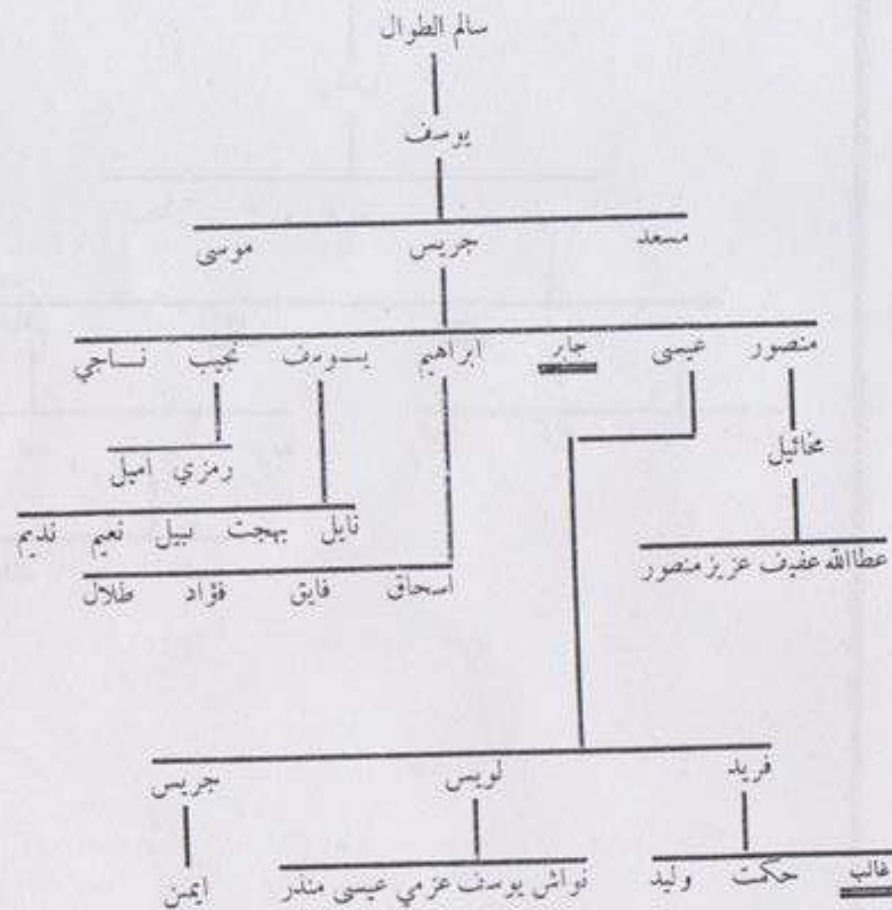 سالم الطوال
يوسف
مسعد جريس موسى
منصور عيسى جابر ابراهيم يـوسف نجيب نـاجي
مخائيل
رمزي اميل
نايل بهجت نبيل نعيم نديم
عطاالله عفيف عزيز منصور
اسحاق فايق فؤاد طلال
فريد لويس جريس
غالب حكمت وليد
نواش يوسف عزمي عيسى منذر
ايمن